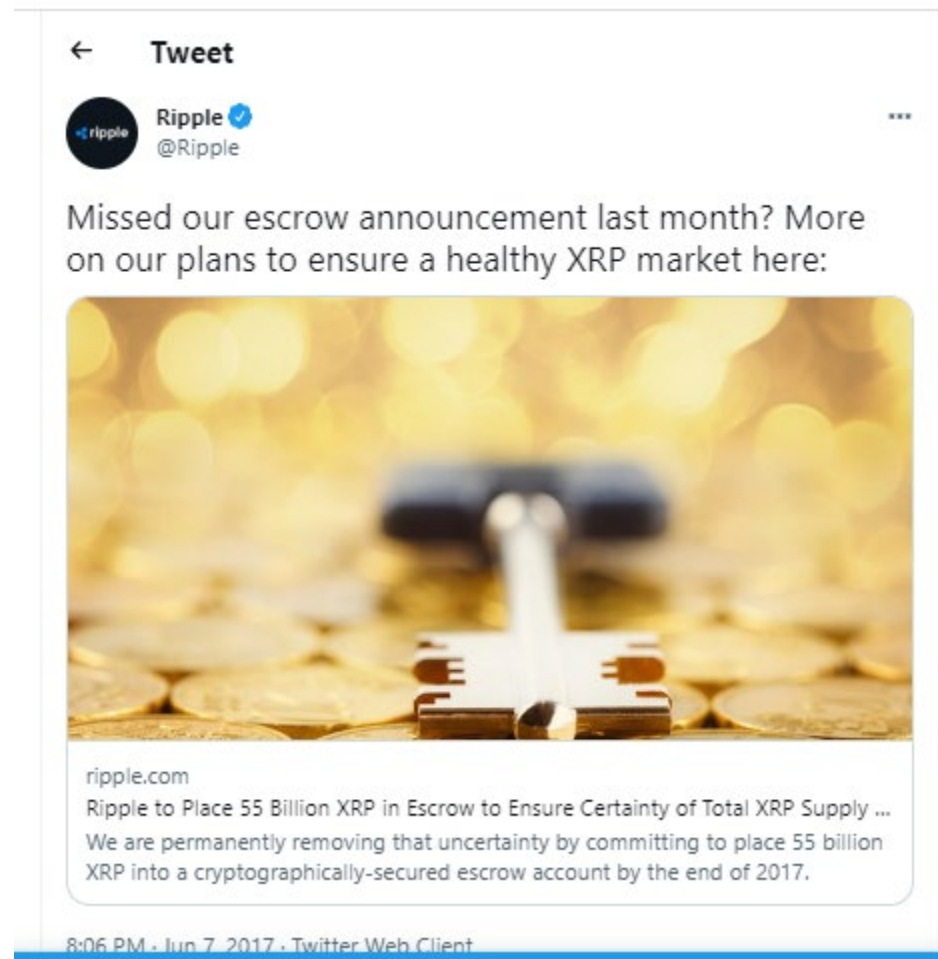 Tweet
ripple
Ripple
@Ripple
Missed our escrow announcement last month? More
on our plans to ensure a healthy XRP market here:
ripple.com
Ripple to Place 55 Billion XRP in Escrow to Ensure Certainty of Total XRP Supply ...
We are permanently removing that uncertainty by committing to place 55 billion
XRP into a cryptographically-secured escrow account by the end of 2017.
8:06 PM · Jun 7, 2017 · Twitter Web Client